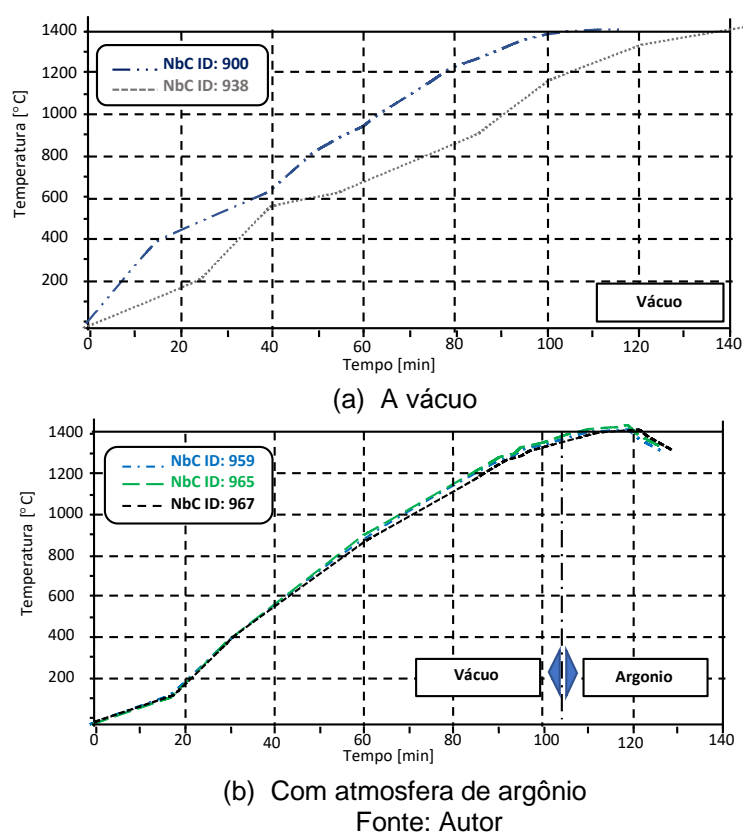 1400
1200
1000
800
600
400
200
Temperatura [°C]
NbC ID: 900
NbC ID: 938
Vácuo
0
20
40
60
80
100
120
140
Tempo [min]
(a) A vácuo
1400
1200
1000
800
600
400
200
Temperatura [°C]
NbC ID: 959
NbC ID: 965
NbC ID: 967
Vácuo
Argonio
0
20
40
60
80
100
120
140
Tempo [min]
(b) Com atmosfera de argônio
Fonte: Autor